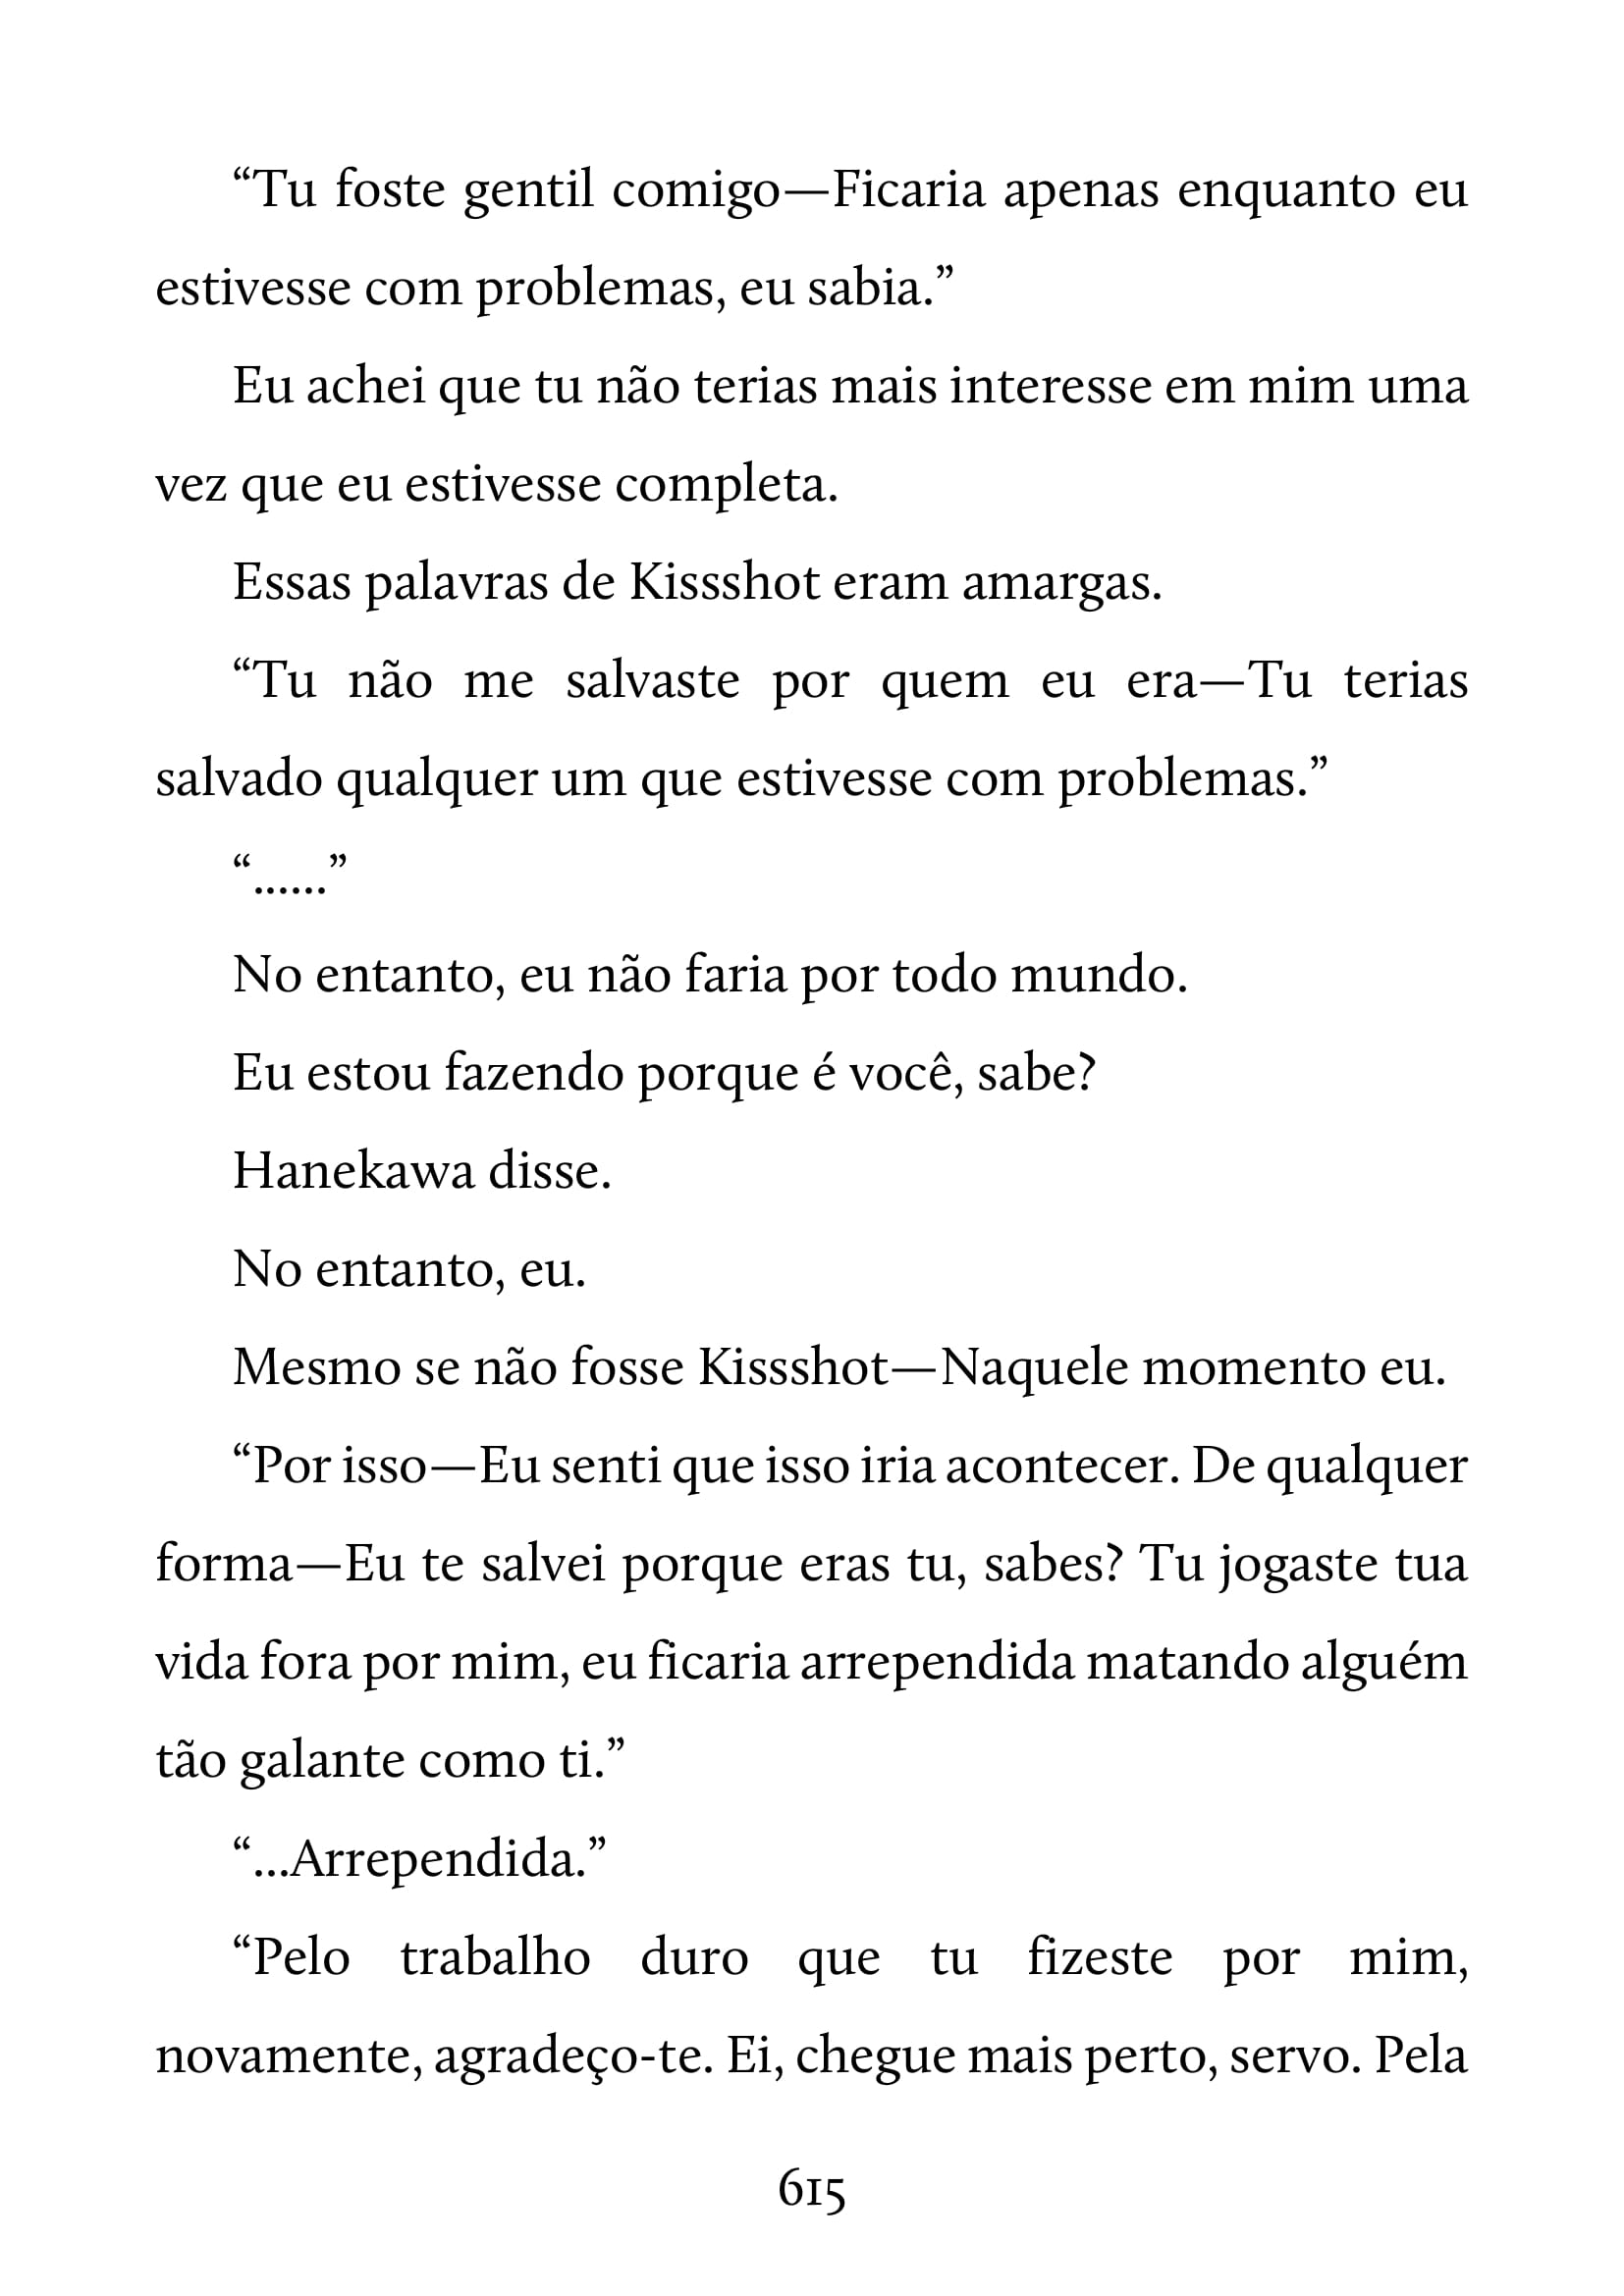 “Tu foste gentil comigo—Ficaria apenas enquanto eu
estivesse com problemas, eu sabia.”
Eu achei que tu não terias mais interesse em mim uma
vez que eu estivesse completa.
Essas palavras de Kissshot eram amargas.
“Tu não me salvaste por quem eu era—Tu terias
salvado qualquer um que estivesse com problemas.”
“......”
No entanto, eu não faria por todo mundo.
Eu estou fazendo porque é você, sabe?
Hanekawa disse.
No entanto, eu.
Mesmo se não fosse Kissshot—Naquele momento eu.
“Por isso—Eu senti que isso iria acontecer. De qualquer
forma—Eu te salvei porque eras tu, sabes? Tu jogaste tua
vida fora por mim, eu ficaria arrependida matando alguém
tão galante como ti.”
“...Arrependida.”
“Pelo trabalho duro que tu fizeste por mim,
novamente, agradeço-te. Ei, chegue mais perto, servo. Pela
615